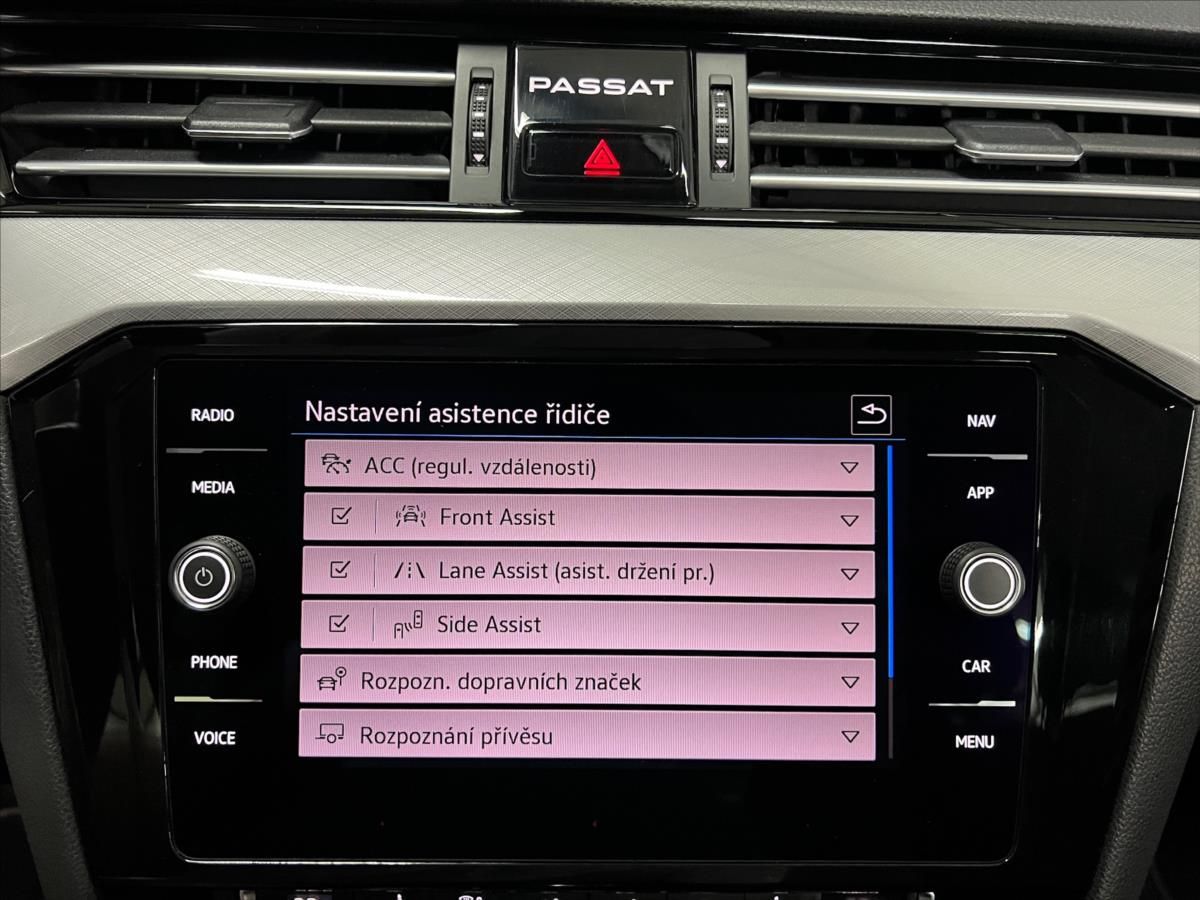 PASSAT
RADIO
MEDIA
PHONE
VOICE
Nastavení asistence řidiče
ACC (regul. vzdálenosti)
Front Assist
Lane Assist (asist. držení pr.)
Side Assist
Rozpozn. dopravních značek
Rozpoznání přívěsu
NAV
APP
CAR
MENU